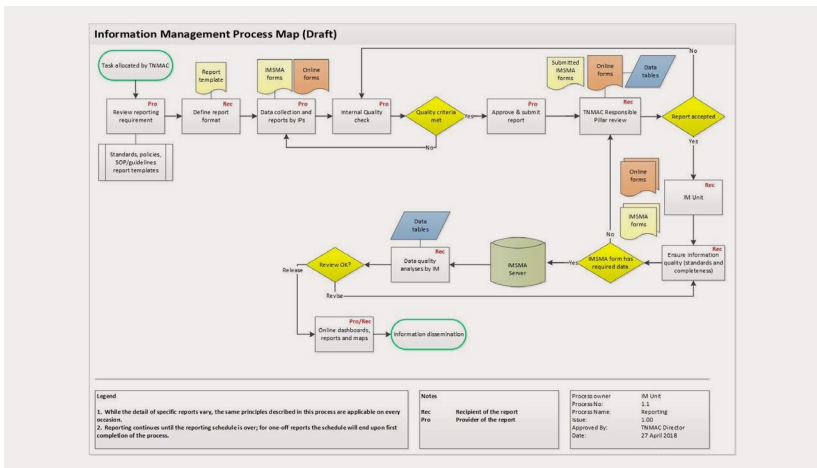 Information Management Process Map (Draft)
Task allocated by TNMAC
Report
template
IMSMA
forms
Online
forms
Submitted
IMSMA
forms
Online
forms
Data
tables
No
Pro
Review reporting
requirement
Rec
Define report
format
Pro
Data collection and
reports by IPs
Pro
Internal Quality
check
Quality criteria
met
Yes
No
Pro
Approve & submit
report
Rec
TNMAC Responsible
Pillar review
Report accepted
Yes
Standards, policies,
SOP/guidelines
report templates
Online
forms
IMSMA
forms
Rec
IM Unit
No
Data
tables
Rec
Ensure information
quality (standards and
completeness)
IMSMA form has
required data
Yes
IMSMA
Server
Rec
Data quality
analyses by IM
Review OK?
Release
Revise
Pro/Rec
Online dashboards,
reports and maps
Information dissemination
Legend
1. While the detail of specific reports vary, the same principles described in this process are applicable on every
occasion.
2. Reporting continues until the reporting schedule is over; for one-off reports the schedule will end upon first
completion of the process.
Notes
Rec Recipient of the report
Pro Provider of the report
Process owner IM Unit
Process No: 1.1
Process Name: Reporting
Issue: 1.00
Approved By: TNMAC Director
Date: 27 April 2018